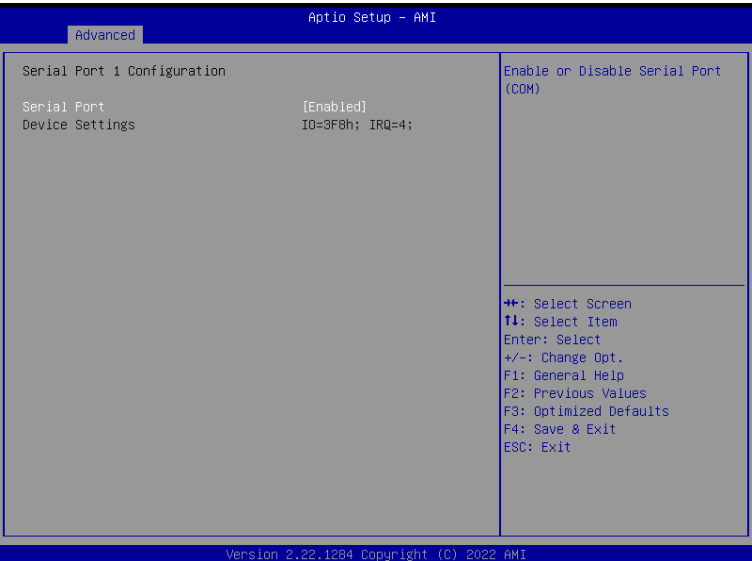 Aptio Setup – AMI
Advanced
Serial Port 1 Configuration
Serial Port [Enabled]
Device Settings IO=3F8h; IRQ=4;
Enable or Disable Serial Port
(COM)
→←: Select Screen
↑↓: Select Item
Enter: Select
+/-: Change Opt.
F1: General Help
F2: Previous Values
F3: Optimized Defaults
F4: Save & Exit
ESC: Exit
Version 2.22.1284 Copyright (C) 2022 AMI